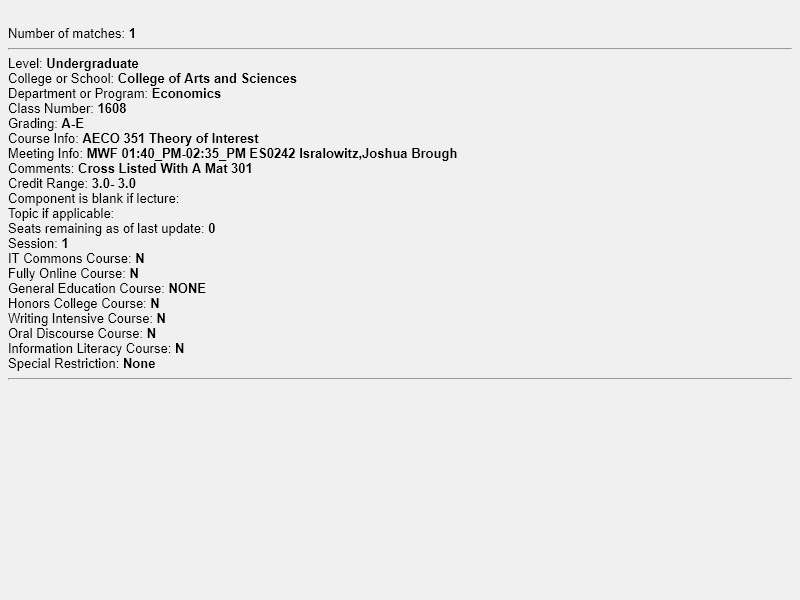 Number of matches: 1
Level: Undergraduate
College or School: College of Arts and Sciences
Department or Program: Economics
Class Number: 1608
Grading: A-E
Course Info: AECO 351 Theory of Interest
Meeting Info: MWF 01:40_PM-02:35_PM ES0242 Isralowitz,Joshua Brough
Comments: Cross Listed With A Mat 301
Credit Range: 3.0- 3.0
Component is blank if lecture:
Topic if applicable:
Seats remaining as of last update: 0
Session: 1
IT Commons Course: N
Fully Online Course: N
General Education Course: NONE
Honors College Course: N
Writing Intensive Course: N
Oral Discourse Course: N
Information Literacy Course: N
Special Restriction: None